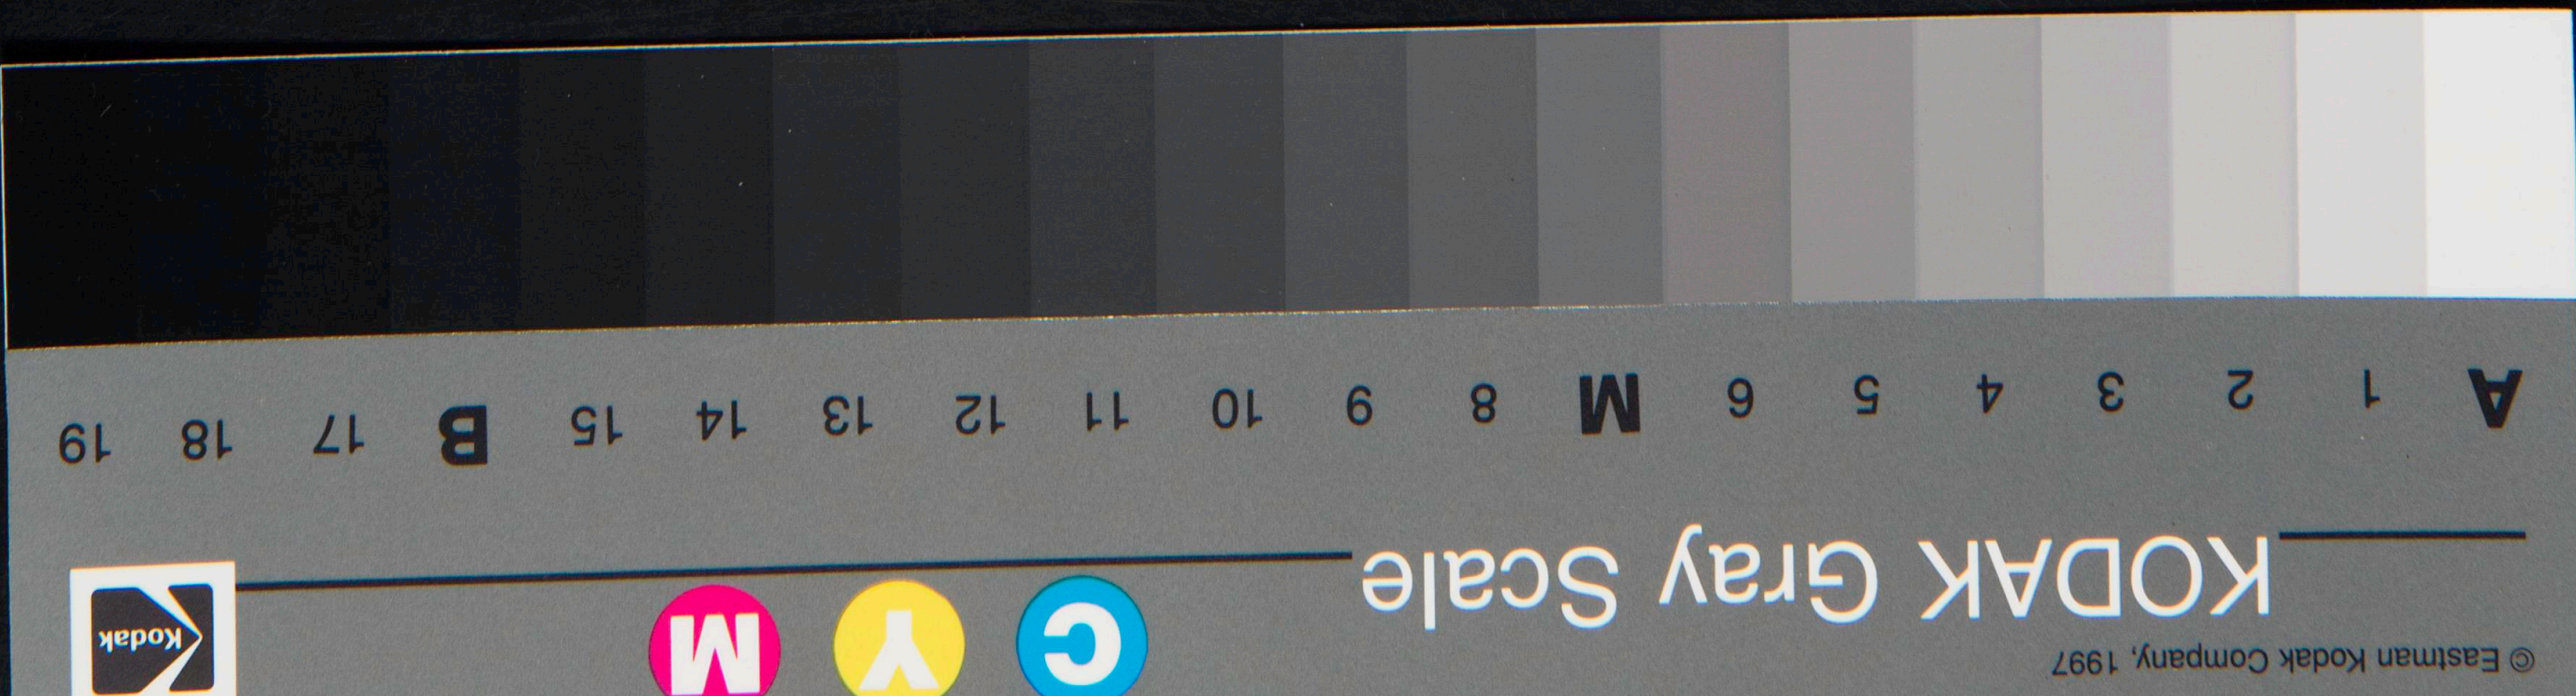 © Eastman Kodak Company, 1997
KODAK Gray Scale
C Y M
Kodak
A 1 2 3 4 5 6 M 8 9 10 11 12 13 14 15 B 17 18 19